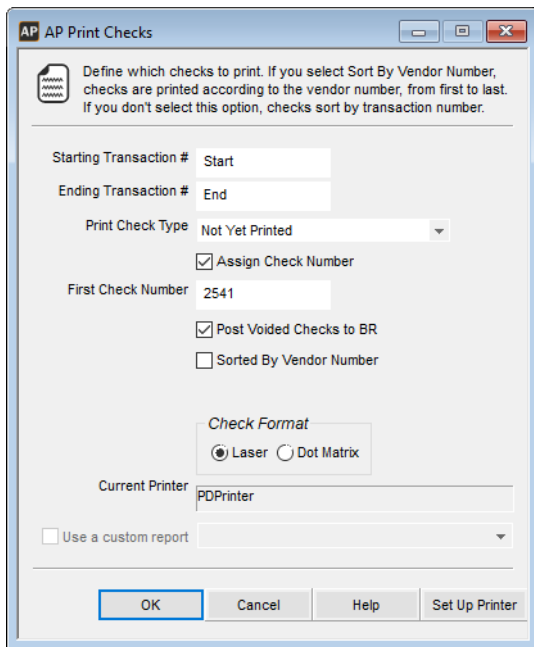 AP AP Print Checks
Define which checks to print. If you select Sort By Vendor Number,
checks are printed according to the vendor number, from first to last.
If you don't select this option, checks sort by transaction number.
Starting Transaction # Start
Ending Transaction # End
Print Check Type Not Yet Printed
Assign Check Number
First Check Number 2541
Post Voided Checks to BR
Sorted By Vendor Number
Check Format
Laser Dot Matrix
Current Printer PDPrinter
Use a custom report
OK Cancel Help Set Up Printer